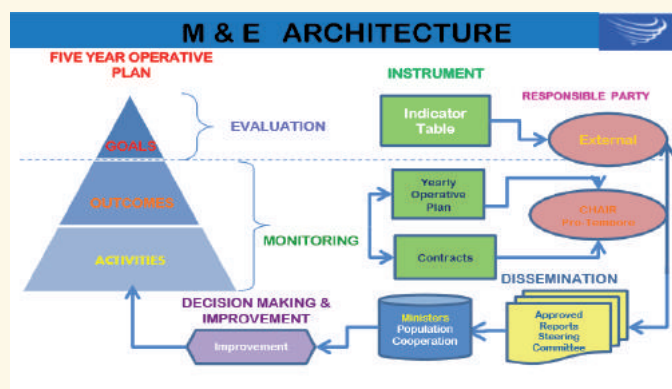 M & E ARCHITECTURE
FIVE YEAR OPERATIVE
PLAN
GOALS
OUTCOMES
ACTIVITIES
EVALUATION
MONITORING
INSTRUMENT
Indicator
Table
Yearly
Operative
Plan
Contracts
RESPONSIBLE PARTY
External
CHAIR
Pro-Tempore
DISSEMINATION
Approved
Reports
Steering
Committee
Ministers
Population
Cooperation
DECISION MAKING &
IMPROVEMENT
Improvement